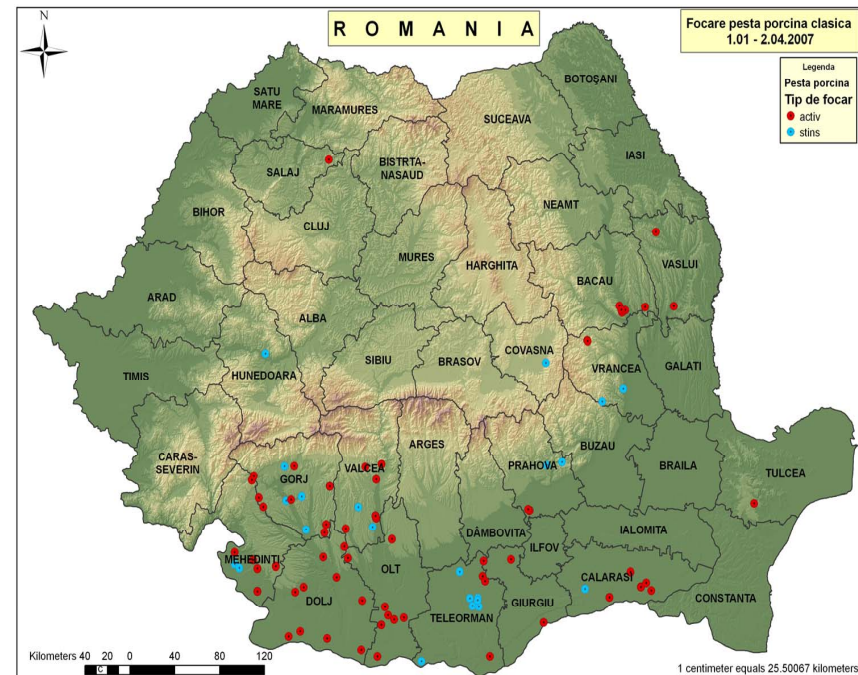 R O M A N I A
Focare pesta porcina clasica
1.01 - 2.04.2007
N
Legenda
Pesta porcina
Tip de focar
activ
stins
BOTOȘANI
SATU
MARE
MARAMURES
SUCEAVA
IASI
SALAJ
BISTRTA-
NASAUD
NEAMT
BIHOR
CLUJ
MURES
HARGHITA
VASLUI
BACAU
ARAD
ALBA
COVASNA
SIBIU
BRASOV
TIMIS
HUNEDOARA
VRANCEA
GALATI
ARGES
BUZAU
CARAS-
SEVERIN
VALCEA
GORJ
PRAHOVA
BRAILA
TULCEA
DÂMBOVITA
IALOMITA
ILFOV
MEHEDINTI
OLT
CALARASI
DOLJ
TELEORMAN
GIURGIU
CONSTANTA
Kilometers 40 20 0 40 80 120
C
1 centimeter equals 25.50067 kilometers